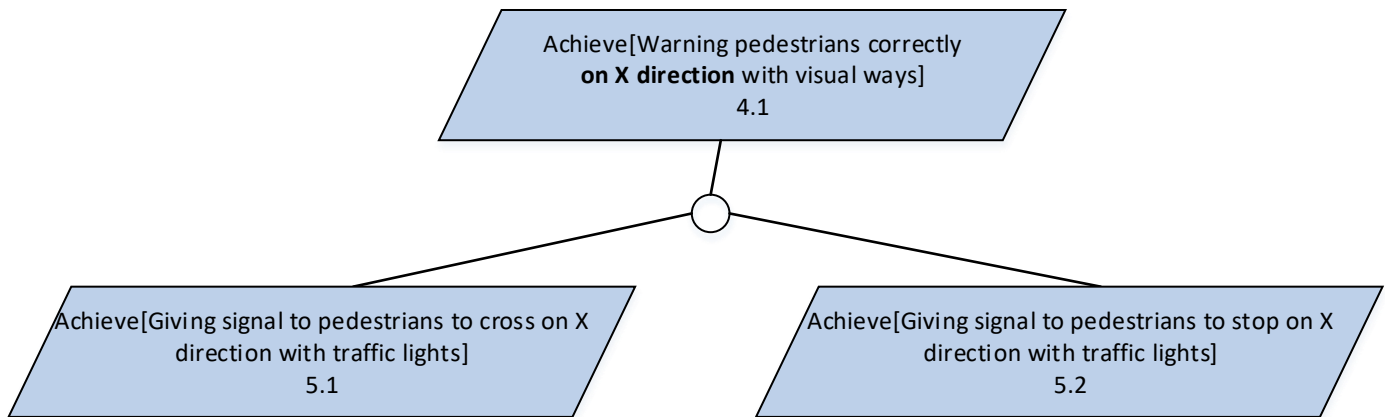 Achieve[Warning pedestrians correctly
on X direction with visual ways]
4.1
Achieve[Giving signal to pedestrians to cross on X
direction with traffic lights]
5.1
Achieve[Giving signal to pedestrians to stop on X
direction with traffic lights]
5.2